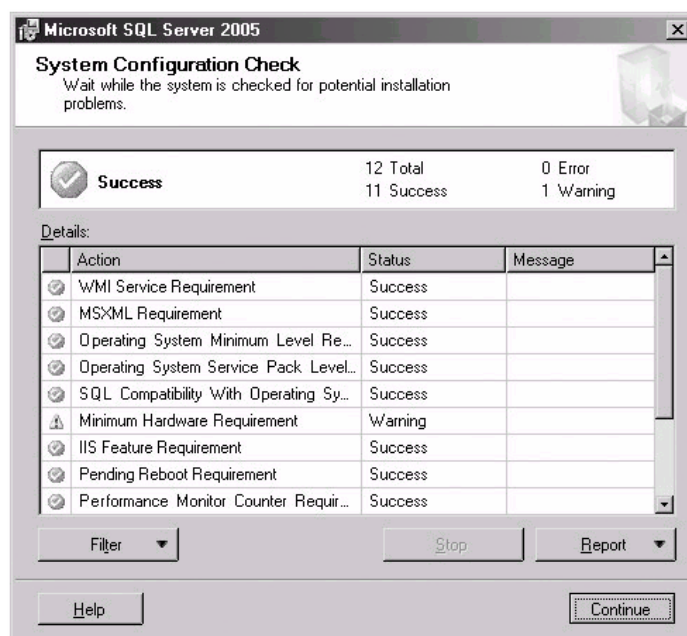 Microsoft SQL Server 2005
System Configuration Check
Wait while the system is checked for potential installation
problems.
Success 12 Total 0 Error
11 Success 1 Warning
Details:
Action Status Message
WMI Service Requirement Success
MSXML Requirement Success
Operating System Minimum Level Re... Success
Operating System Service Pack Level... Success
SQL Compatibility With Operating Sy... Success
Minimum Hardware Requirement Warning
IIS Feature Requirement Success
Pending Reboot Requirement Success
Performance Monitor Counter Requir... Success
Filter Stop Report
Help Continue